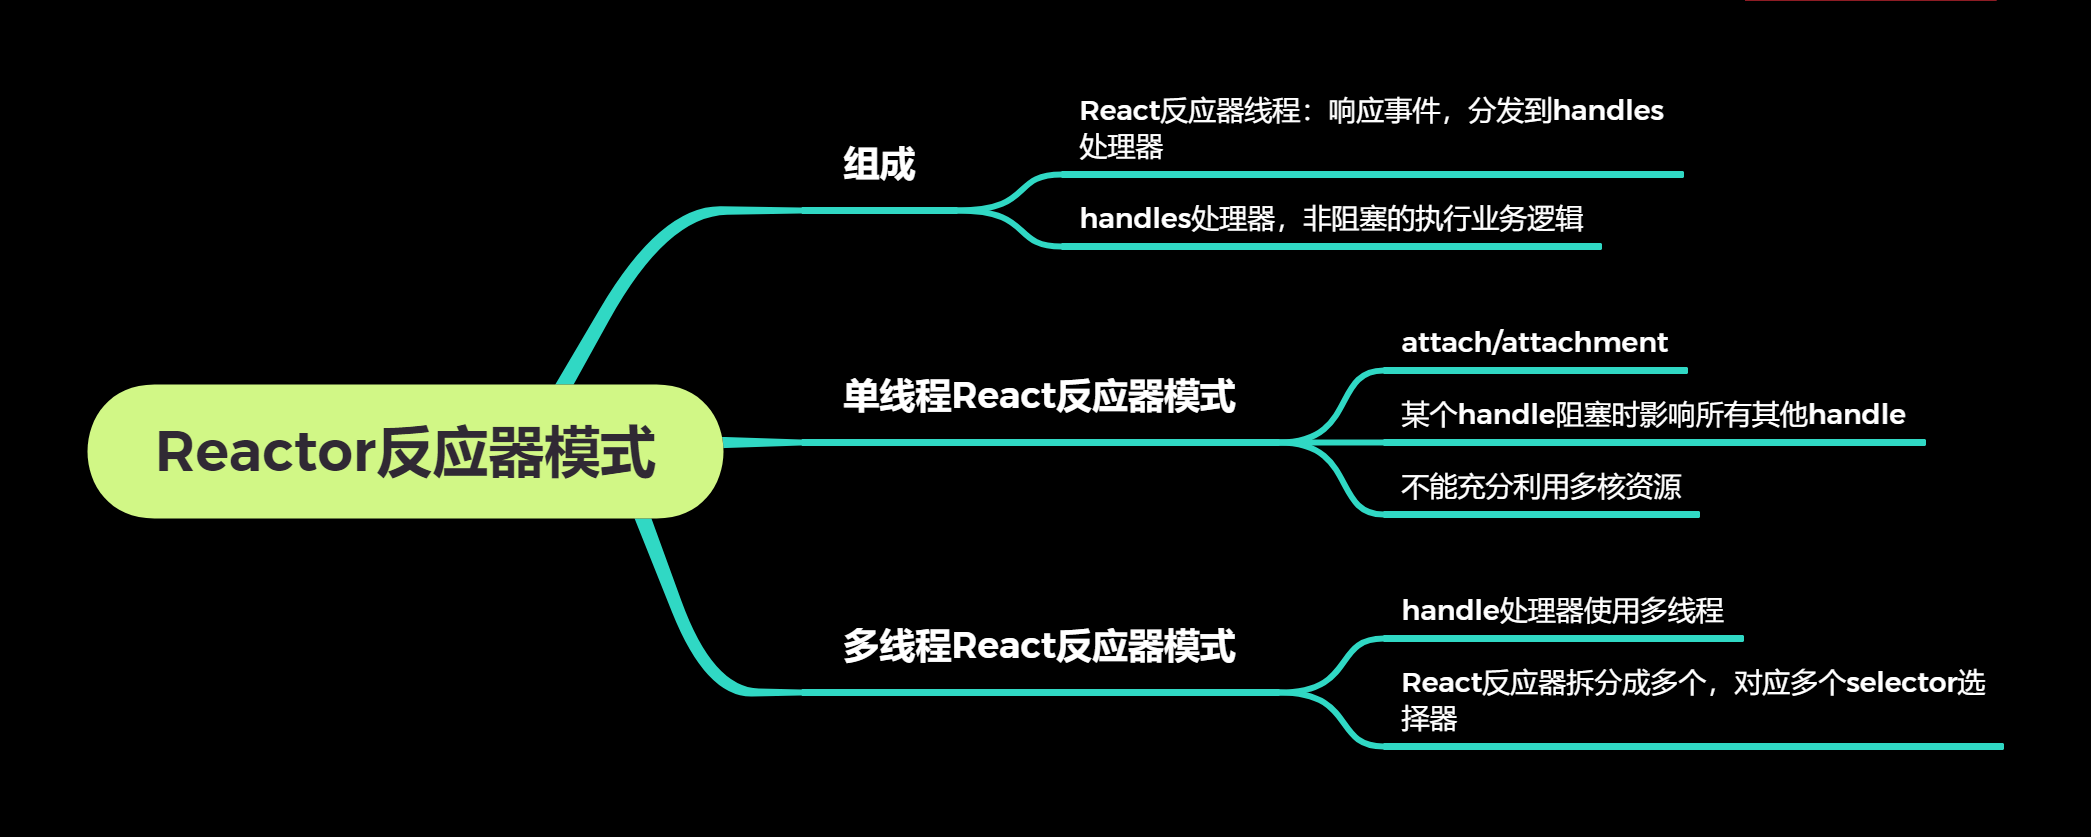 Reactor反应器模式
组成
React反应器线程：响应事件，分发到handles
处理器
handles处理器，非阻塞的执行业务逻辑
单线程React反应器模式
attach/attachment
某个handle阻塞时影响所有其他handle
不能充分利用多核资源
多线程React反应器模式
handle处理器使用多线程
React反应器拆分成多个，对应多个selector选
择器